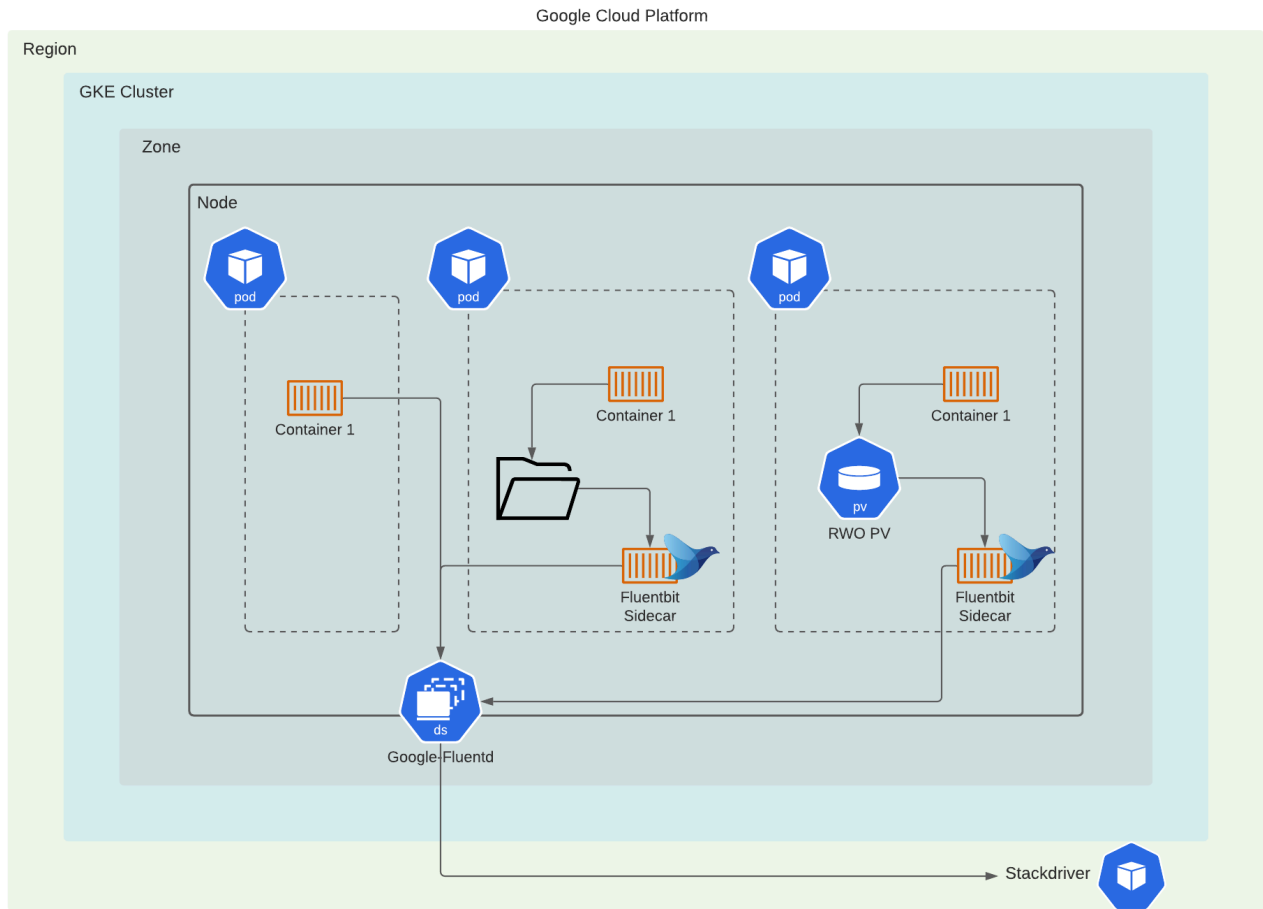 Google Cloud Platform
Region
GKE Cluster
Zone
Node
pod
pod
pod
Container 1
Container 1
Container 1
pv
RWO PV
Fluentbit
Sidecar
Fluentbit
Sidecar
ds
Google-Fluentd
Stackdriver